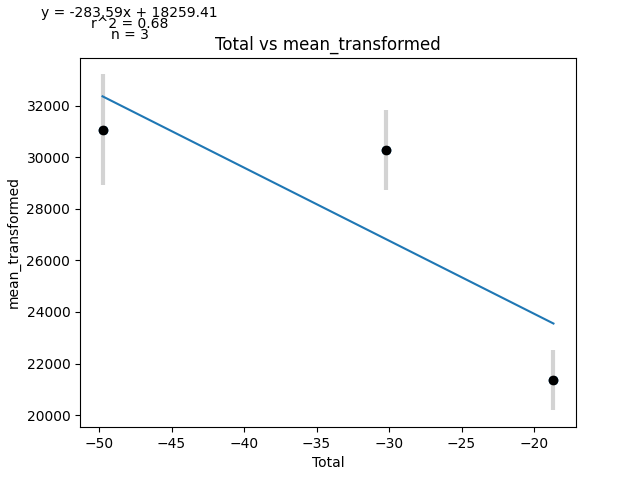 y = -283.59x + 18259.41
r^2 = 0.68
n = 3
Total vs mean_transformed
mean_transformed
32000
30000
28000
26000
24000
22000
20000
−50
−45
−40
−35
−30
−25
−20
Total